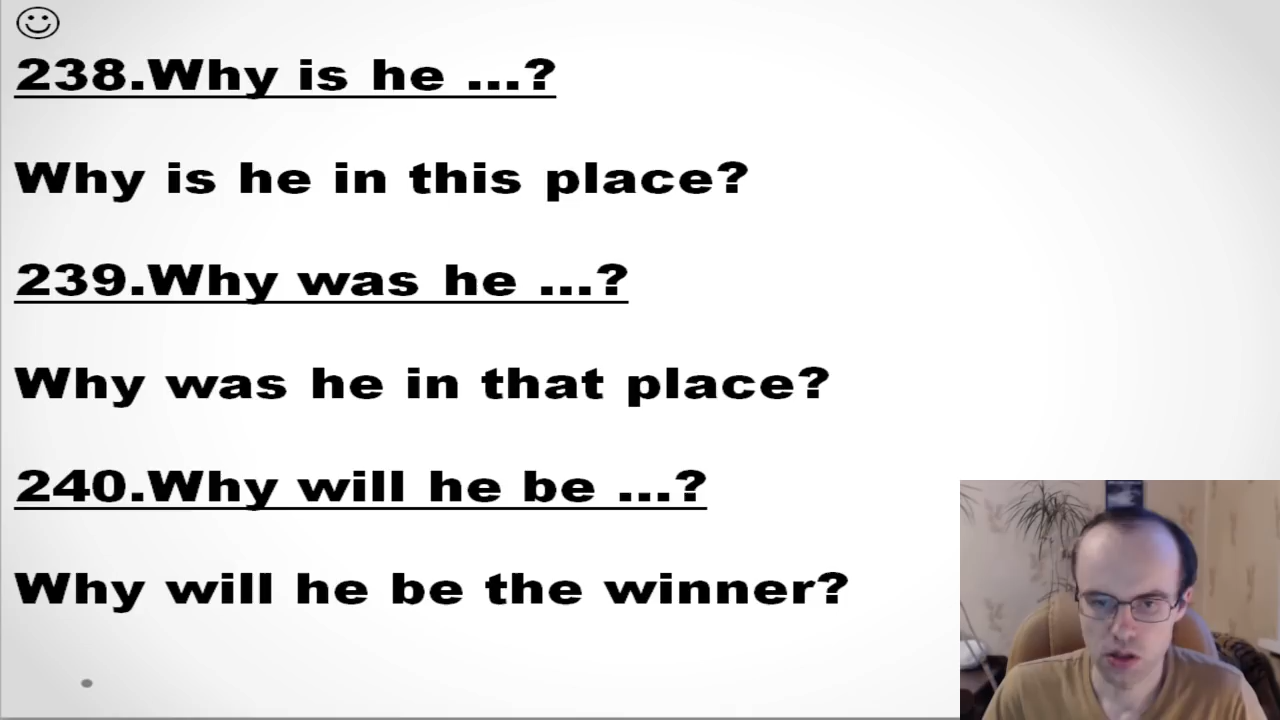 238.Why is he ...?
Why is he in this place?
239.Why was he ...?
Why was he in that place?
240.Why will he be ...?
Why will he be the winner?